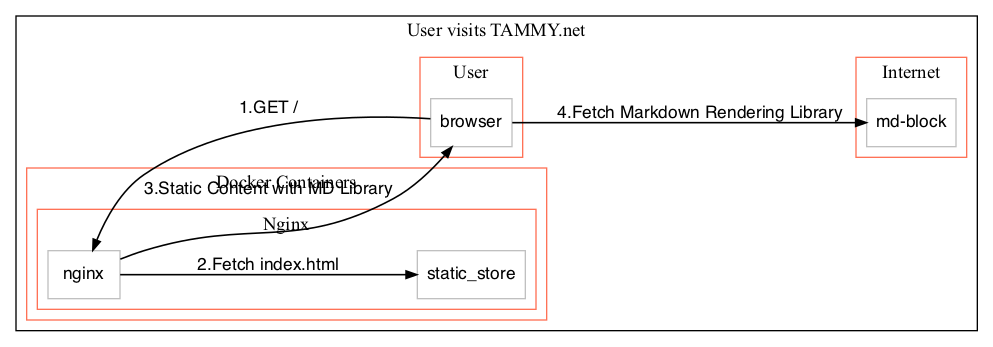 User visits TAMMY.net
User
Internet
1.GET /
browser
4.Fetch Markdown Rendering Library
md-block
Docker Containers
3.Static Content with MD Library
Nginx
nginx
2.Fetch index.html
static_store